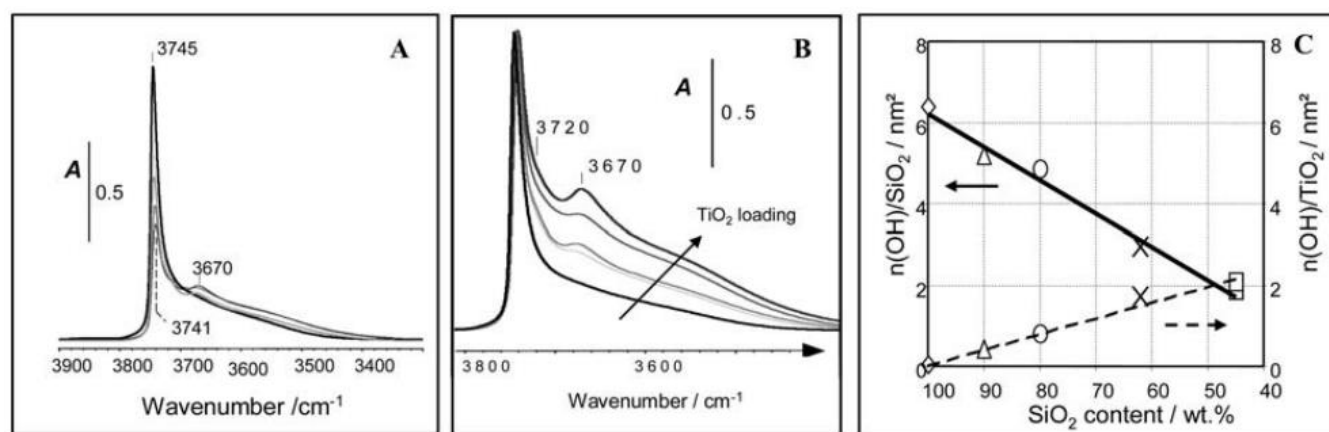 A
3745
A
0.5
3670
3741
3900 3800 3700 3600 3500 3400
Wavenumber /cm⁻¹
B
A
0.5
3720
3670
TiO₂ loading
3800 3600
Wavenumber /cm⁻¹
C
n(OH)/SiO₂ / nm²
8
6
4
2
0
8
6
4
2
0
n(OH)/TiO₂ / nm²
100 90 80 70 60 50 40
SiO₂ content / wt.%